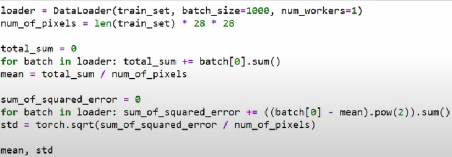 loader = DataLoader(train_set, batch_size=1000, num_workers=1)
num_of_pixels = len(train_set) * 28 * 28
total_sum = 0
for batch in loader: total_sum += batch[0].sum()
mean = total_sum / num_of_pixels
sum_of_squared_error = 0
for batch in loader: sum_of_squared_error += ((batch[0] - mean).pow(2)).sum()
std = torch.sqrt(sum_of_squared_error / num_of_pixels)
mean, std